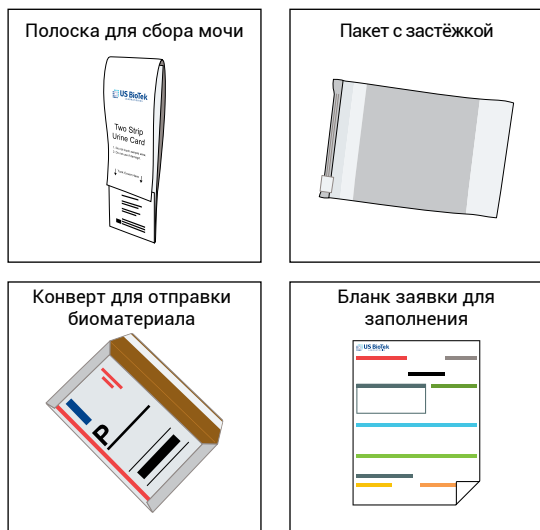 Полоска для сбора мочи
US BioTek
Two Strip
Urine Card
Пакет с застёжкой
Конверт для отправки
биоматериала
P
Бланк заявки для
заполнения
US BioTek